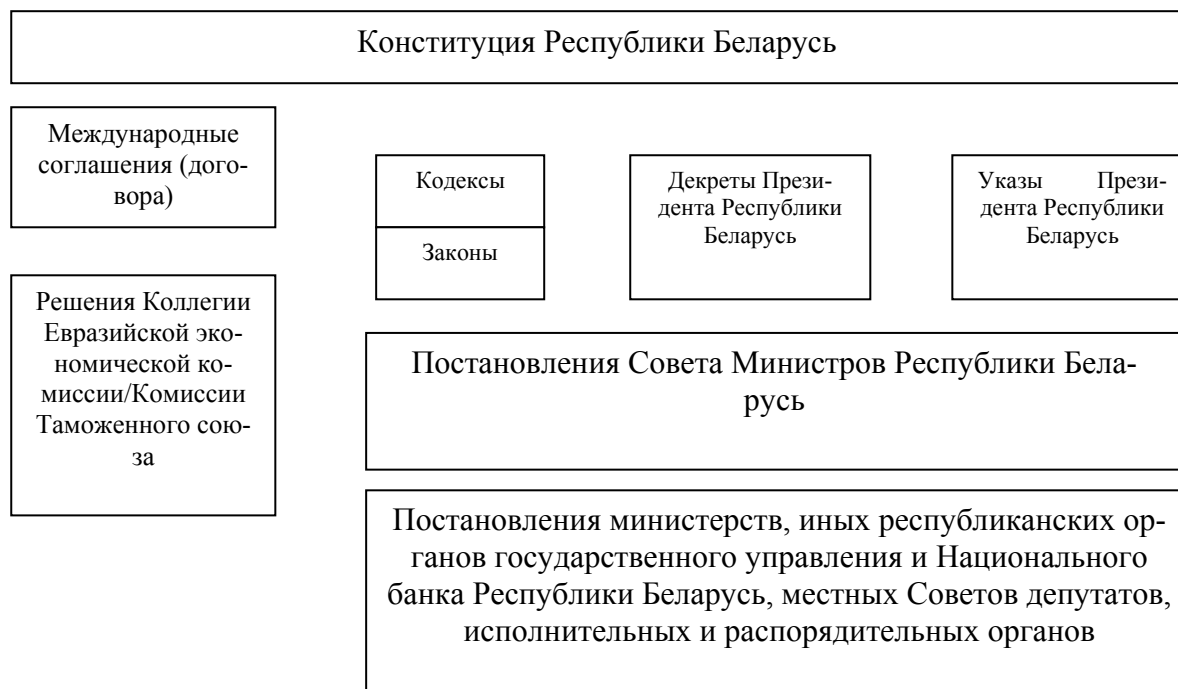 Конституция Республики Беларусь
Международные
соглашения (дого-
вора)
Кодексы
Законы
Декреты Прези-
дента Республики
Беларусь
Указы Прези-
дента Республики
Беларусь
Решения Коллегии
Евразийской эко-
номической ко-
миссии/Комиссии
Таможенного сою-
за
Постановления Совета Министров Республики Бела-
русь
Постановления министерств, иных республиканских ор-
ганов государственного управления и Национального
банка Республики Беларусь, местных Советов депутатов,
исполнительных и распорядительных органов